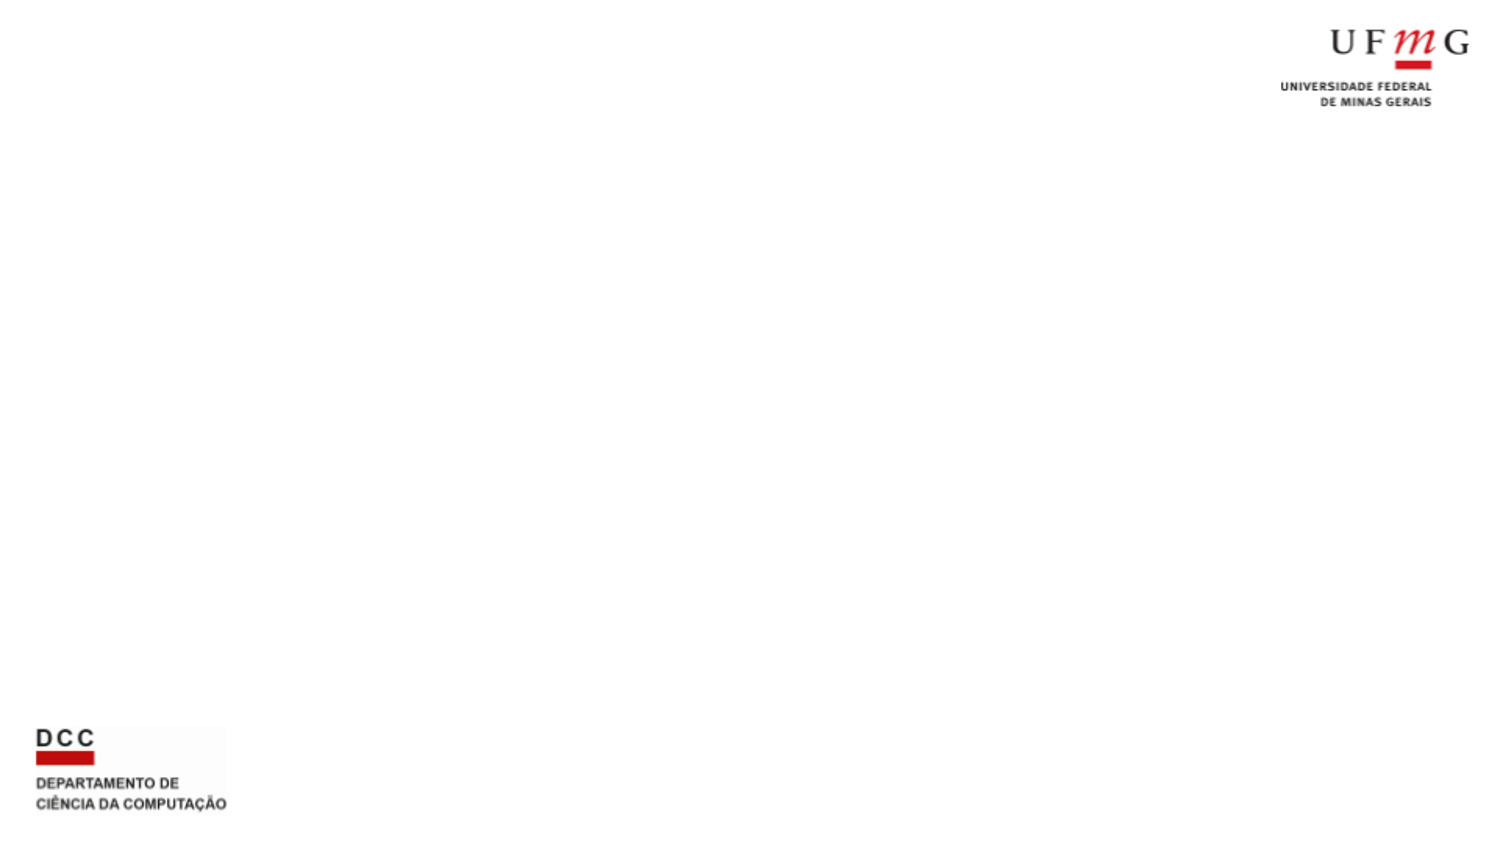 UFmG
UNIVERSIDADE FEDERAL
DE MINAS GERAIS
DCC
DEPARTAMENTO DE
CIÊNCIA DA COMPUTAÇÃO